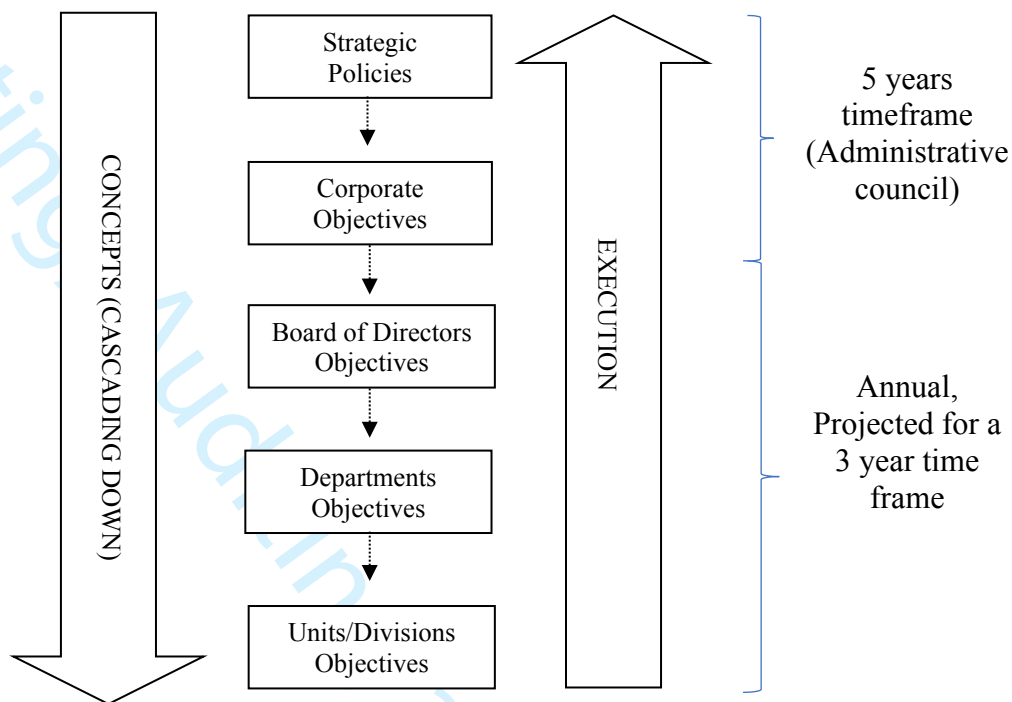 Strategic
Policies
Corporate
Objectives
Board of Directors
Objectives
Departments
Objectives
Units/Divisions
Objectives
CONCEPTS (CASCADING DOWN)
EXECUTION
5 years
timeframe
(Administrative
council)
Annual,
Projected for a
3 year time
frame